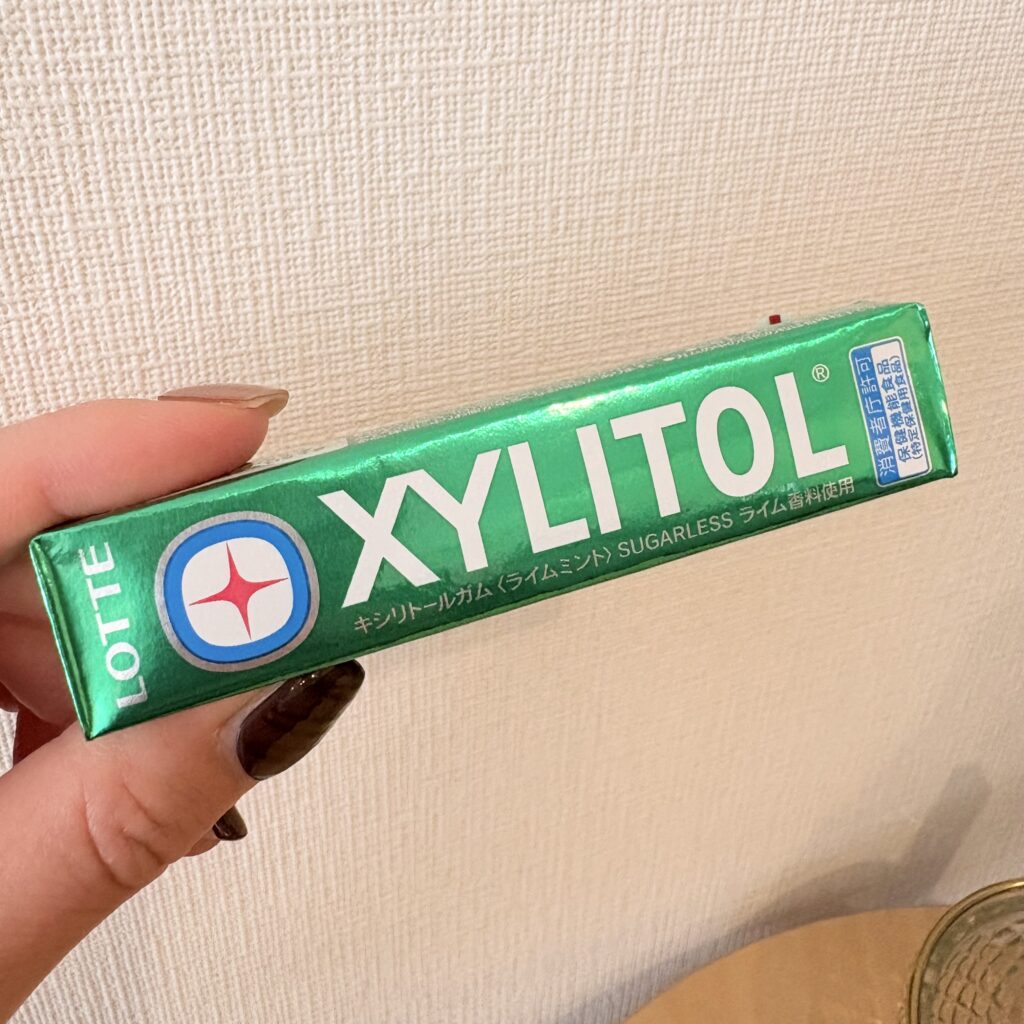 LOTTE
XYLITOL®
キシリトールガム〈ライムミント〉 SUGARLESS ライム香料使用
消費者庁許可
保健機能食品
(特定保健用食品)